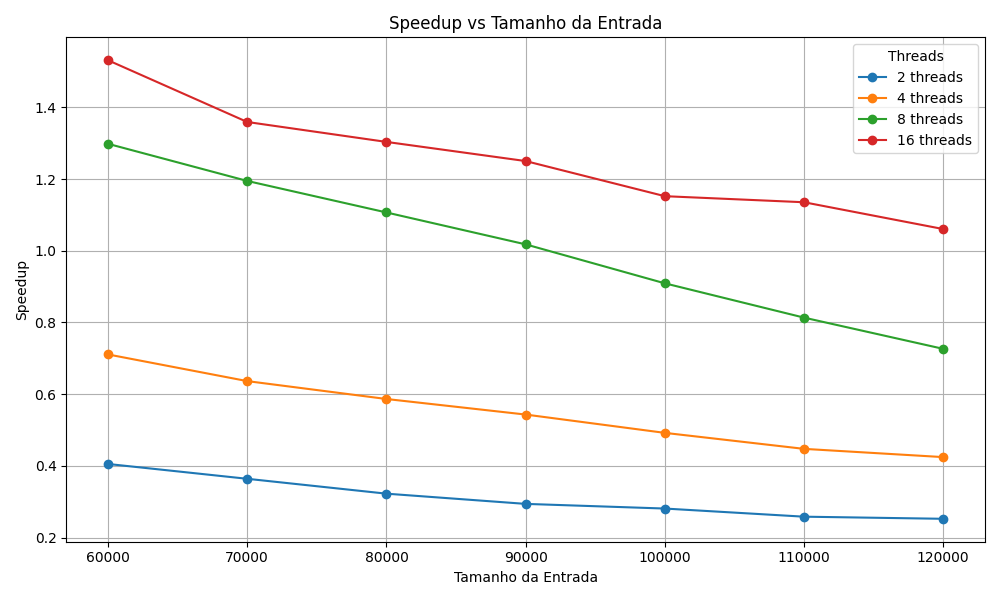 Speedup vs Tamanho da Entrada
Threads
2 threads
4 threads
8 threads
16 threads
Speedup
1.4
1.2
1.0
0.8
0.6
0.4
0.2
60000 70000 80000 90000 100000 110000 120000
Tamanho da Entrada